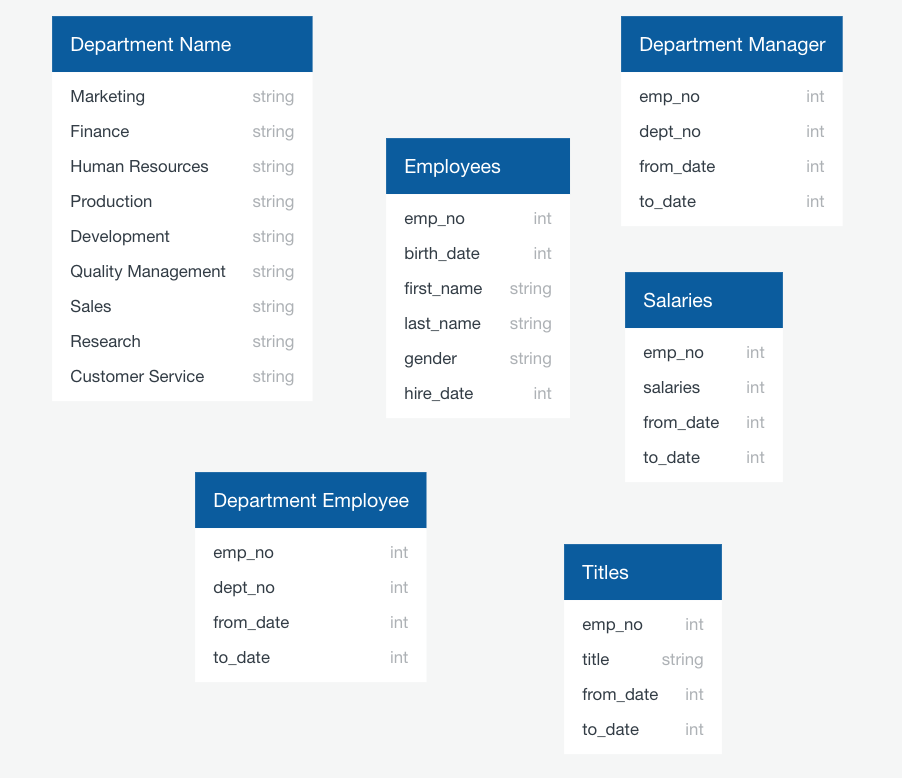 Department Name
Marketing string
Finance string
Human Resources string
Production string
Development string
Quality Management string
Sales string
Research string
Customer Service string
Employees
emp_no int
birth_date int
first_name string
last_name string
gender string
hire_date int
Department Manager
emp_no int
dept_no int
from_date int
to_date int
Salaries
emp_no int
salaries int
from_date int
to_date int
Department Employee
emp_no int
dept_no int
from_date int
to_date int
Titles
emp_no int
title string
from_date int
to_date int